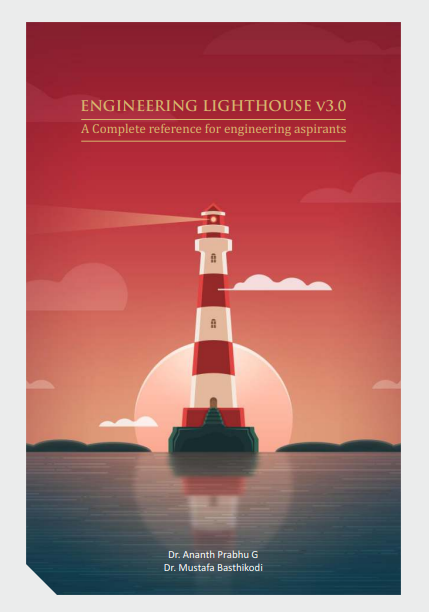 ENGINEERING LIGHTHOUSE v3.0
A Complete reference for engineering aspirants
Dr. Ananth Prabhu G
Dr. Mustafa Basthikodi